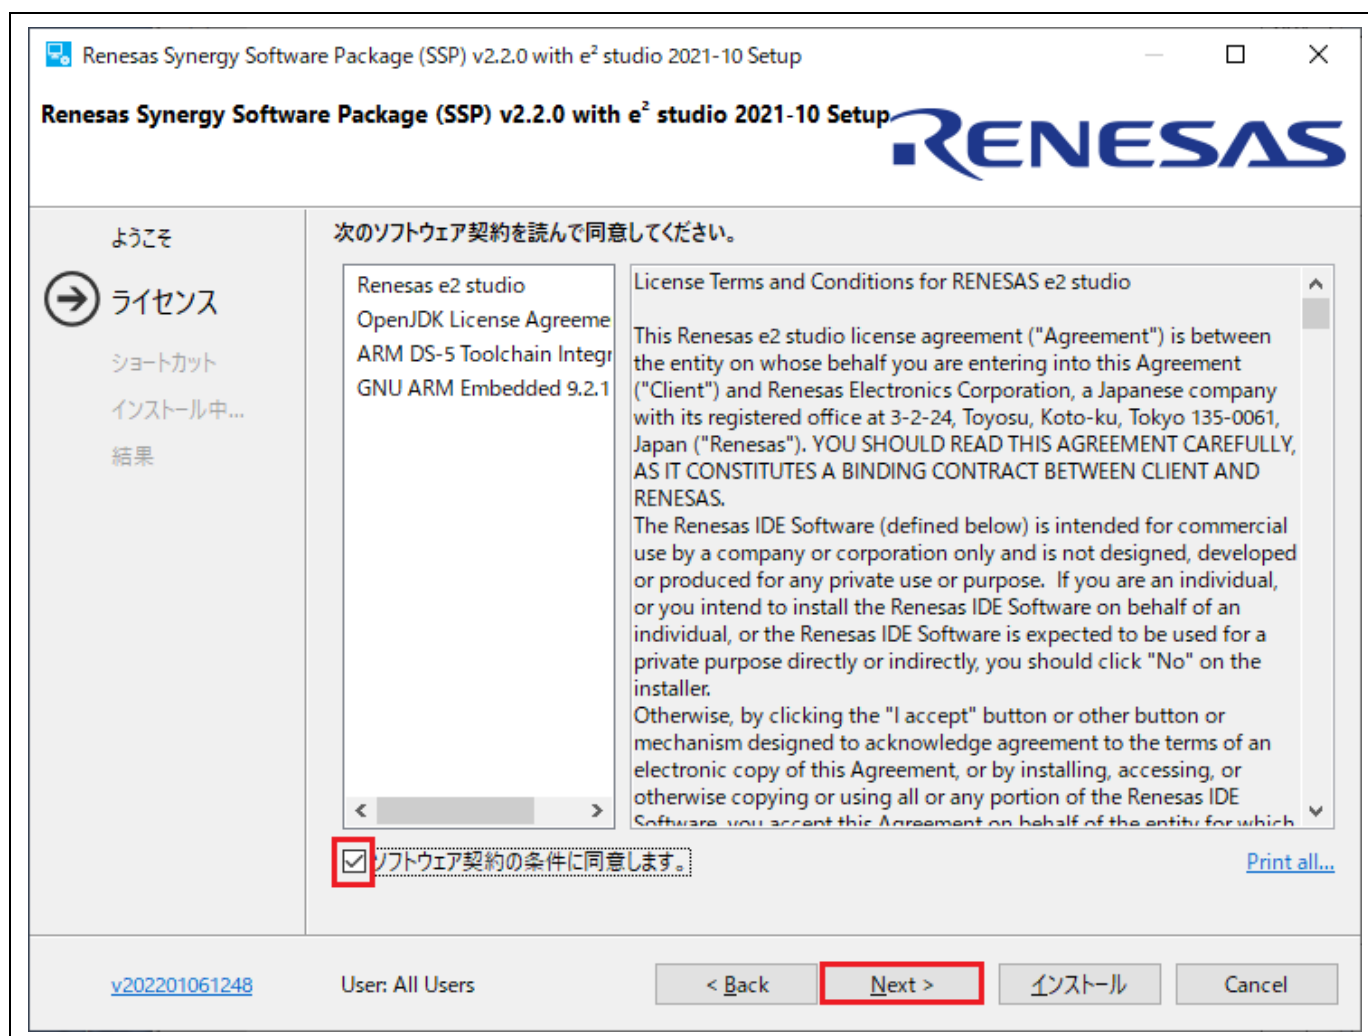 Renesas Synergy Software Package (SSP) v2.2.0 with e² studio 2021-10 Setup
Renesas Synergy Software Package (SSP) v2.2.0 with e² studio 2021-10 Setup
RENESAS
ようこそ
ライセンス
ショートカット
インストール中...
結果
次のソフトウェア契約を読んで同意してください。
Renesas e2 studio
OpenJDK License Agreeme
ARM DS-5 Toolchain Integr
GNU ARM Embedded 9.2.1
License Terms and Conditions for RENESAS e2 studio
This Renesas e2 studio license agreement ("Agreement") is between
the entity on whose behalf you are entering into this Agreement
("Client") and Renesas Electronics Corporation, a Japanese company
with its registered office at 3-2-24, Toyosu, Koto-ku, Tokyo 135-0061,
Japan ("Renesas"). YOU SHOULD READ THIS AGREEMENT CAREFULLY,
AS IT CONSTITUTES A BINDING CONTRACT BETWEEN CLIENT AND
RENESAS.
The Renesas IDE Software (defined below) is intended for commercial
use by a company or corporation only and is not designed, developed
or produced for any private use or purpose.  If you are an individual,
or you intend to install the Renesas IDE Software on behalf of an
individual, or the Renesas IDE Software is expected to be used for a
private purpose directly or indirectly, you should click "No" on the
installer.
Otherwise, by clicking the "I accept" button or other button or
mechanism designed to acknowledge agreement to the terms of an
electronic copy of this Agreement, or by installing, accessing, or
otherwise copying or using all or any portion of the Renesas IDE
Software, you accept this Agreement on behalf of the entity for which
ソフトウェア契約の条件に同意します。
Print all...
v202201061248
User: All Users
< Back
Next >
インストール
Cancel